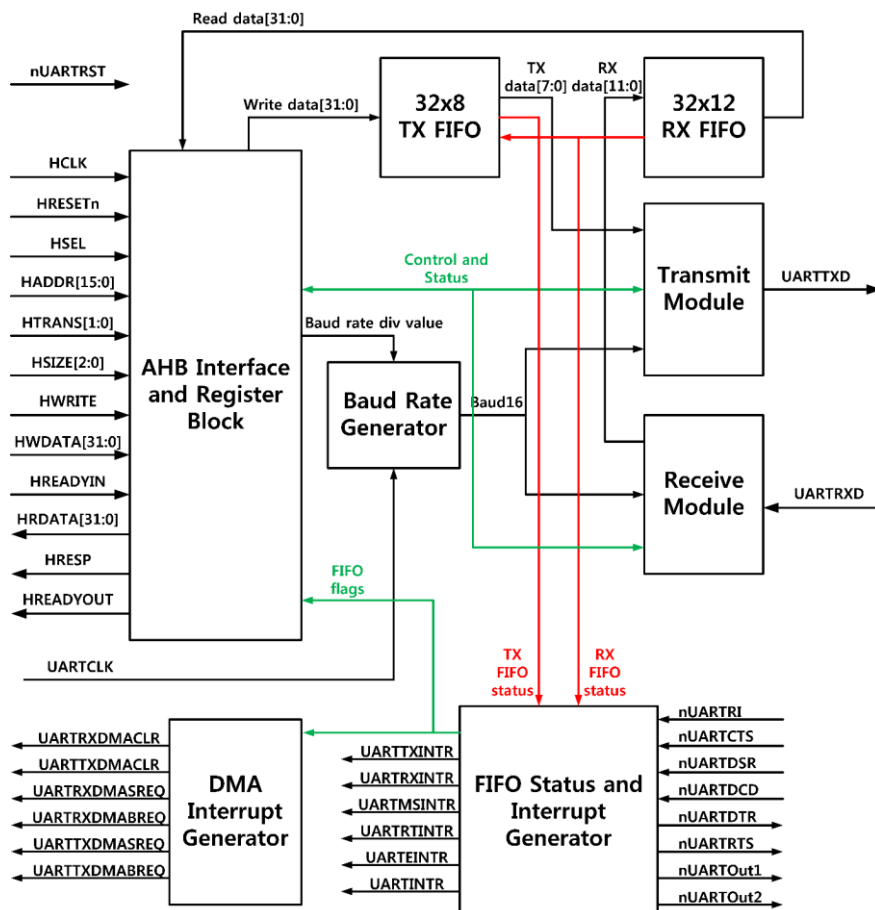 Read data[31:0]
nUARTRST
Write data[31:0]
32x8
TX FIFO
TX
data[7:0]
RX
data[11:0]
32x12
RX FIFO
HCLK
HRESETn
HSEL
HADDR[15:0]
HTRANS[1:0]
HSIZE[2:0]
HWRITE
HWDATA[31:0]
HREADYIN
HRDATA[31:0]
HRESP
HREADYOUT
UARTCLK
AHB Interface
and Register
Block
Control and
Status
Baud rate div value
Baud Rate
Generator
Baud16
Transmit
Module
UARTTXD
Receive
Module
UARTRXD
FIFO
flags
TX
FIFO
status
RX
FIFO
status
UARTRXDMACLR
UARTTXDMACLR
UARTRXDMASREQ
UARTRXDMABREQ
UARTTXDMASREQ
UARTTXDMABREQ
DMA
Interrupt
Generator
UARTTXINTR
UARTRXINTR
UARTMSINTR
UARTRTINTR
UARTEINTR
UARTINTR
FIFO Status and
Interrupt
Generator
nUARTRI
nUARTCTS
nUARTDSR
nUARTDCD
nUARTDTR
nUARTRTS
nUARTOut1
nUARTOut2